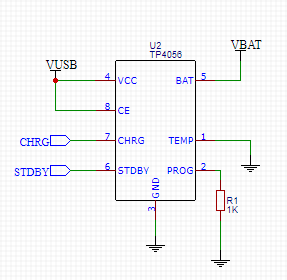 U2
TP4056
VUSB
VBAT
4 VCC BAT 5
8 CE
CHRG 7 CHRG TEMP 1
STDBY 6 STDBY PROG 2
GND
3
R1
1K